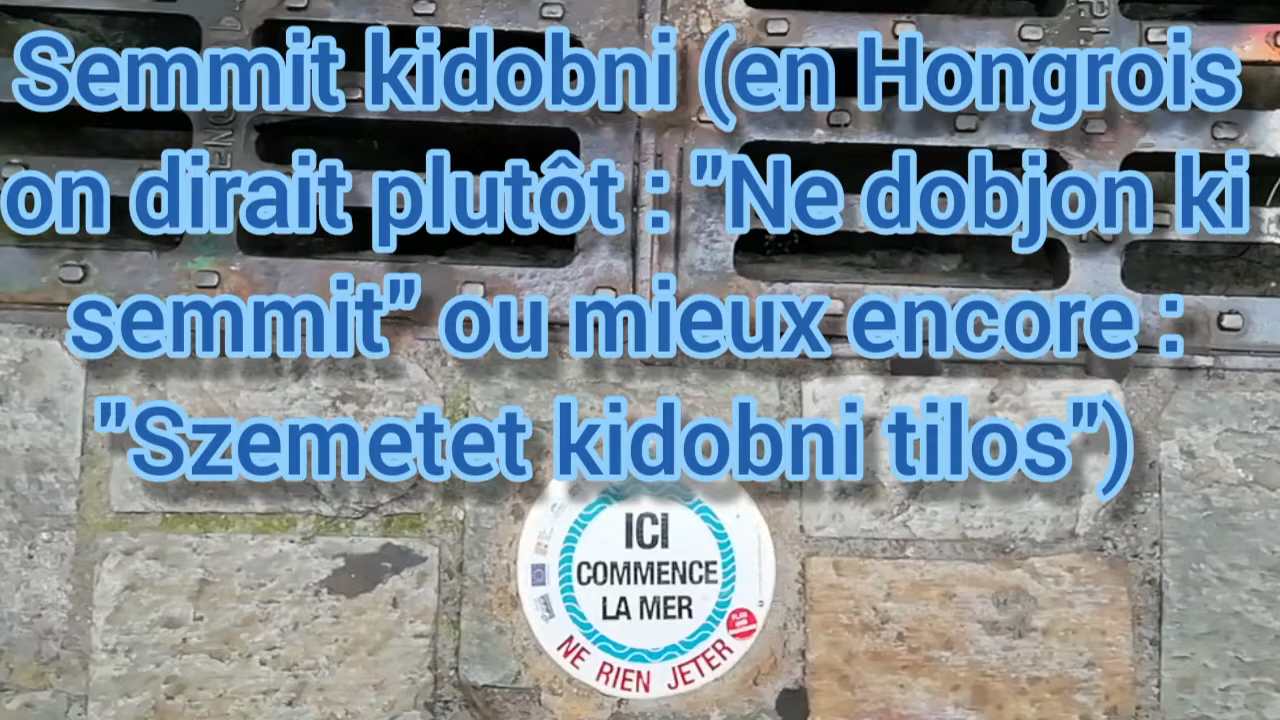 Semmit kidobni (en Hongrois
on dirait plutôt : "Ne dobjon ki
semmit" ou mieux encore :
"Szemetet kidobni tilos")
ICI
COMMENCE
LA MER
NE RIEN JETER